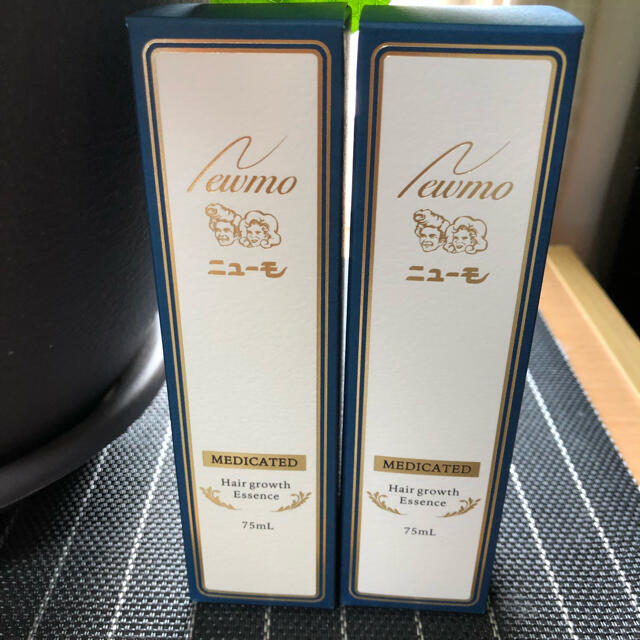 Newmo
ニューモ
MEDICATED
Hair growth
Essence
75mL
Newmo
ニューモ
MEDICATED
Hair growth
Essence
75mL